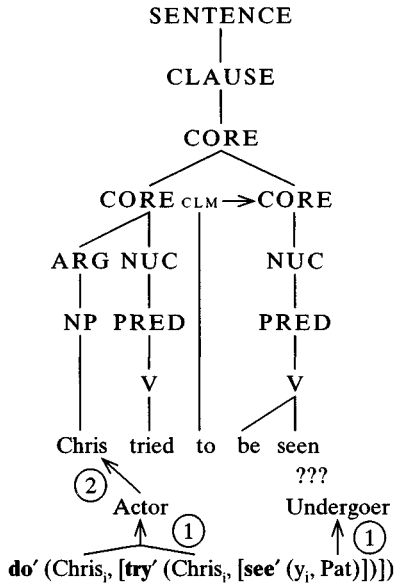 SENTENCE
CLAUSE
CORE
CORE CLM CORE
ARG NUC NUC
NP PRED PRED
V V
Chris tried to be seen
???
2
Actor Undergoer
1 1
do′ (Chrisᵢ, [try′ (Chrisᵢ, [see′ (yᵢ, Pat)])])